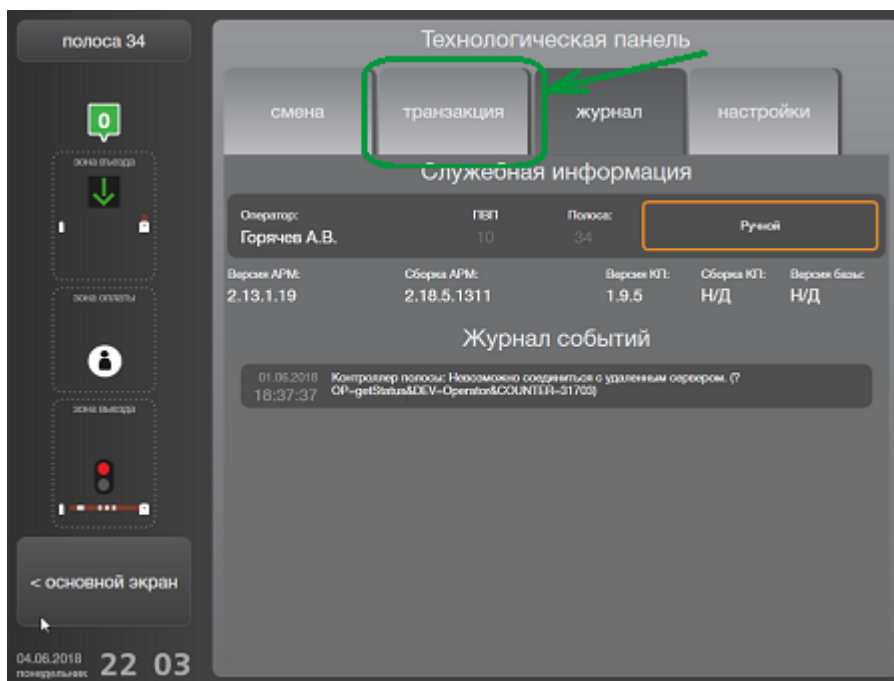 полоса 34
Технологическая панель
0
смена
транзакция
журнал
настройки
зона въезда
Служебная информация
Оператор:
ПВП
Полоса:
Ручной
Горячев А.В.
10
34
Версия АРМ:
Сборка АРМ:
Версия КП:
Сборка КП:
Версия базы:
2.13.1.19
2.18.5.1311
1.9.5
Н/Д
Н/Д
зона оплаты
Журнал событий
01.06.2018
18:37:37
Контроллер полосы: Невозможно соединиться с удаленным сервером. (?
OP=getStatus&DEV=Operator&COUNTER=31703)
зона выезда
< основной экран
04.06.2018
понедельник
22 03